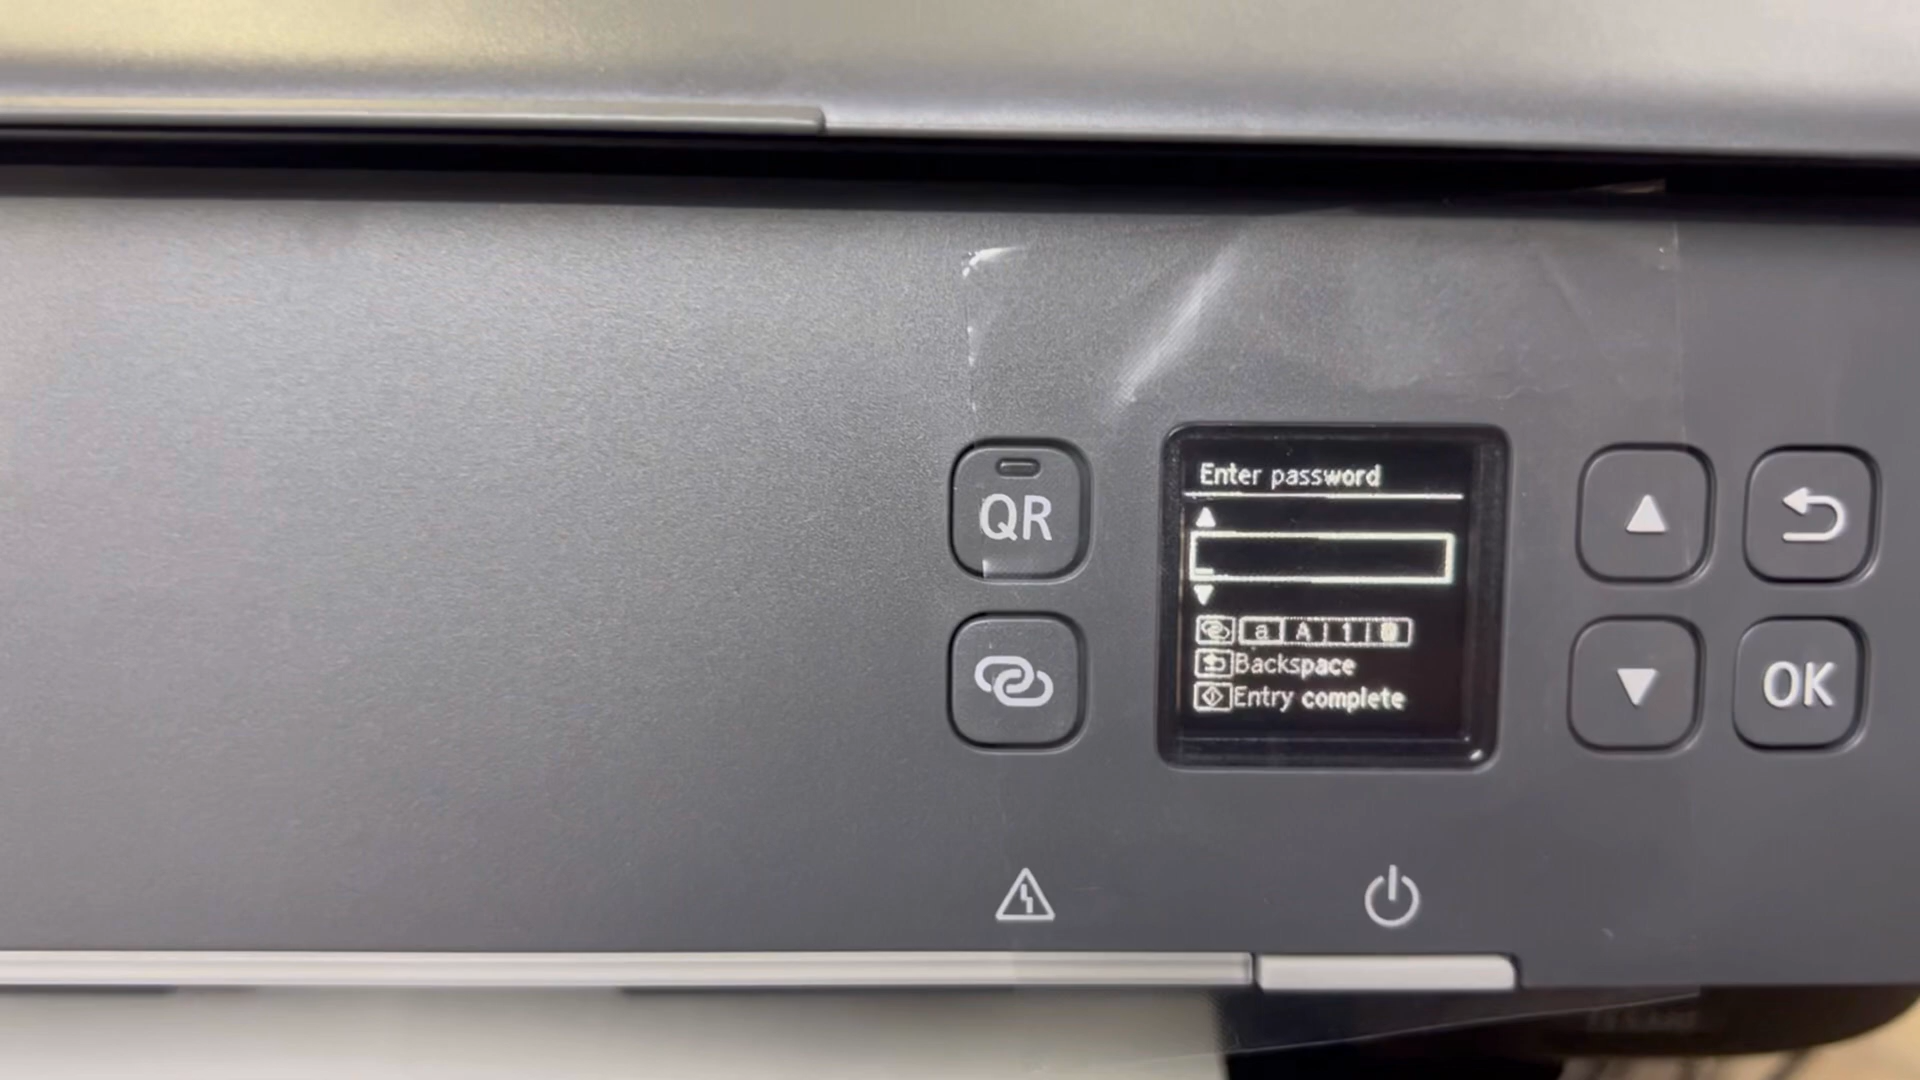 QR
Enter password
a A 1
Backspace
Entry complete
OK